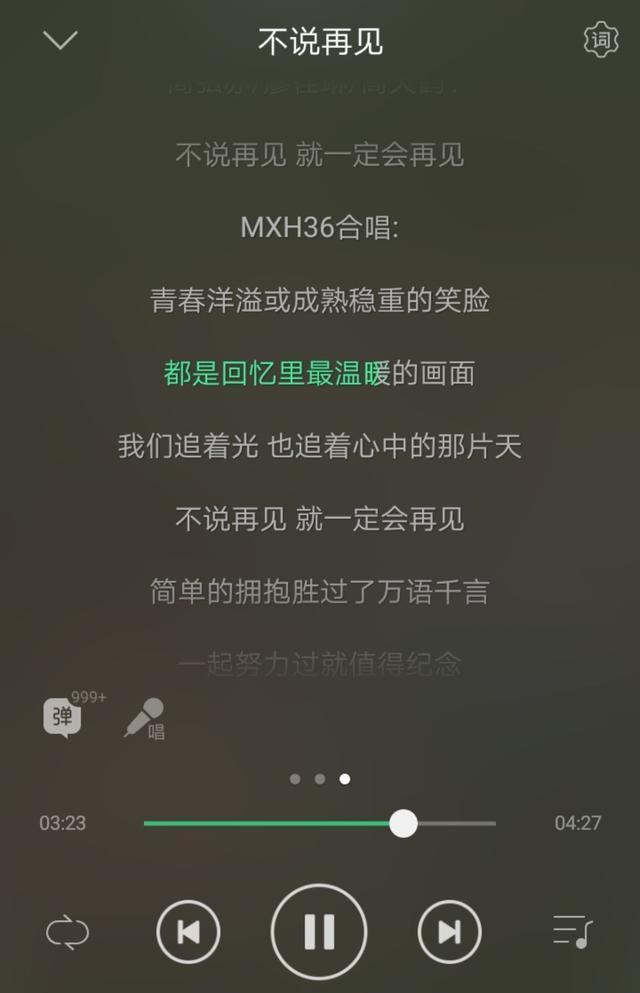 不说再见
词
不说再见 就一定会再见
MXH36合唱:
青春洋溢或成熟稳重的笑脸
都是回忆里最温暖的画面
我们追着光 也追着心中的那片天
不说再见 就一定会再见
简单的拥抱胜过了万语千言
一起努力过就值得纪念
弹 999+
唱
03:23 04:27